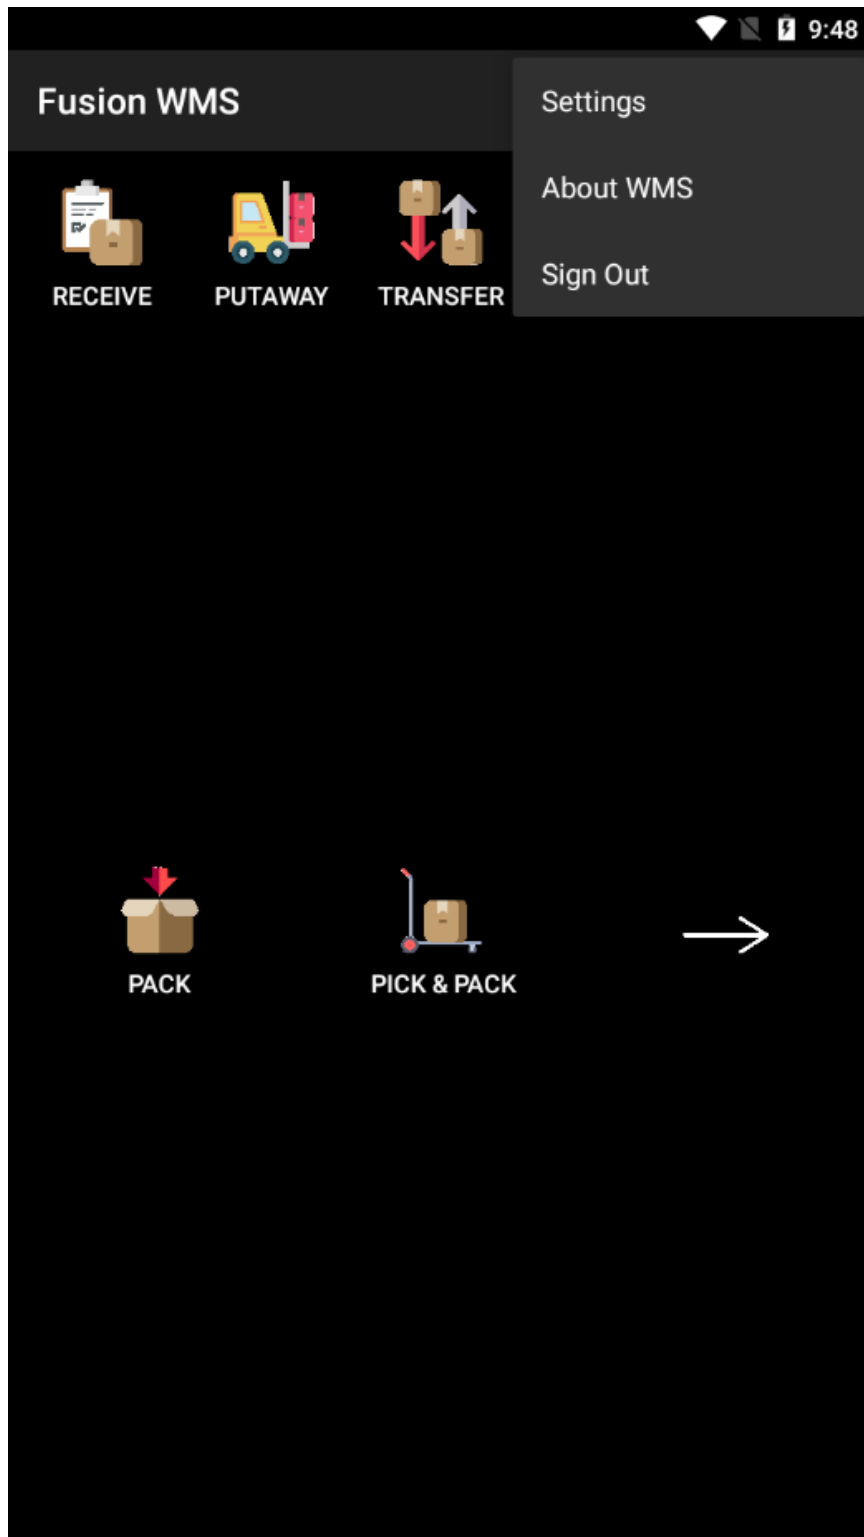 9:48
Fusion WMS
Settings
About WMS
Sign Out
RECEIVE
PUTAWAY
TRANSFER
PACK
PICK & PACK